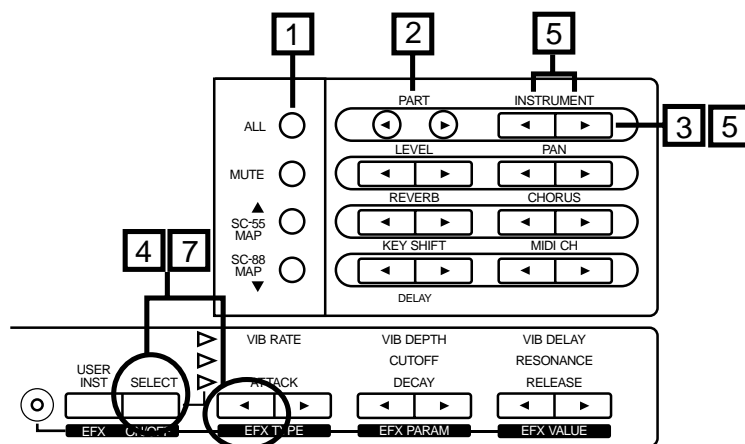 1 2 5
PART INSTRUMENT
ALL
3 5
LEVEL PAN
MUTE
REVERB CHORUS
SC-55
MAP
4 7
KEY SHIFT MIDI CH
SC-88
MAP
DELAY
VIB RATE VIB DEPTH VIB DELAY
CUTOFF RESONANCE
USER
INST SELECT ATTACK DECAY RELEASE
EFX ON/OFF EFX TYPE EFX PARAM EFX VALUE